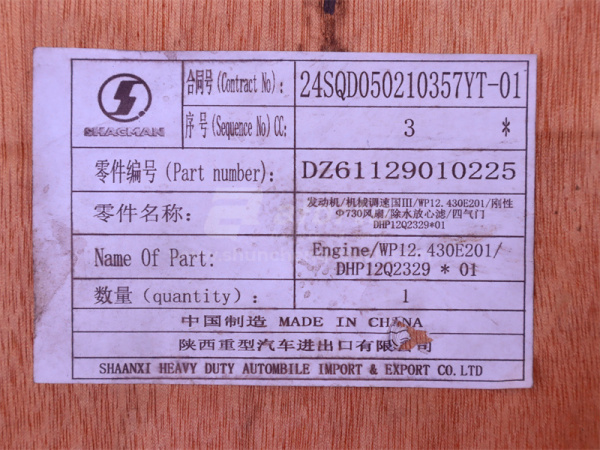 SHACMAN
合同号(Contract No): 24SQD050210357YT-01
序号(Sequence No)CC: 3 *
零件编号(Part number): DZ61129010225
零件名称:
发动机/机械调速国III/WP12.430E201/刚性
Φ730风扇/除水放心滤/四气门
DHP12Q2329*01
Name Of Part:
Engine/WP12.430E201/
DHP12Q2329 * 01
数量(quantity): 1
中国制造 MADE IN CHINA
陕西重型汽车进出口有限公司
SHAANXI HEAVY DUTY AUTOMBILE IMPORT & EXPORT CO.LTD